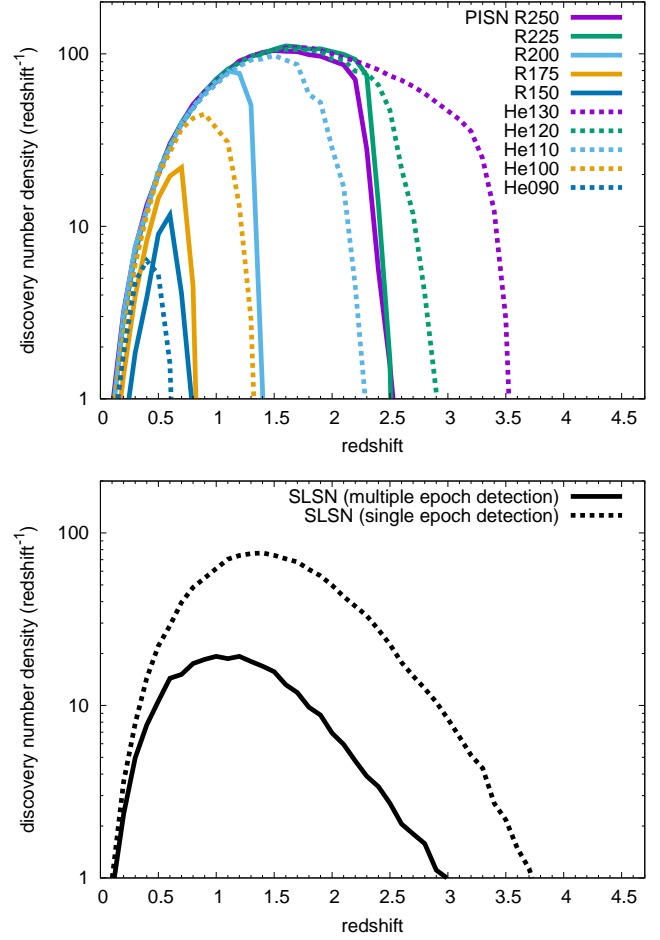 PISN R250
R225
R200
R175
R150
He130
He120
He110
He100
He090
discovery number density (redshift⁻¹)
100
10
1
0 0.5 1 1.5 2 2.5 3 3.5 4 4.5
redshift
SLSN (multiple epoch detection)
SLSN (single epoch detection)
discovery number density (redshift⁻¹)
100
10
1
0 0.5 1 1.5 2 2.5 3 3.5 4 4.5
redshift